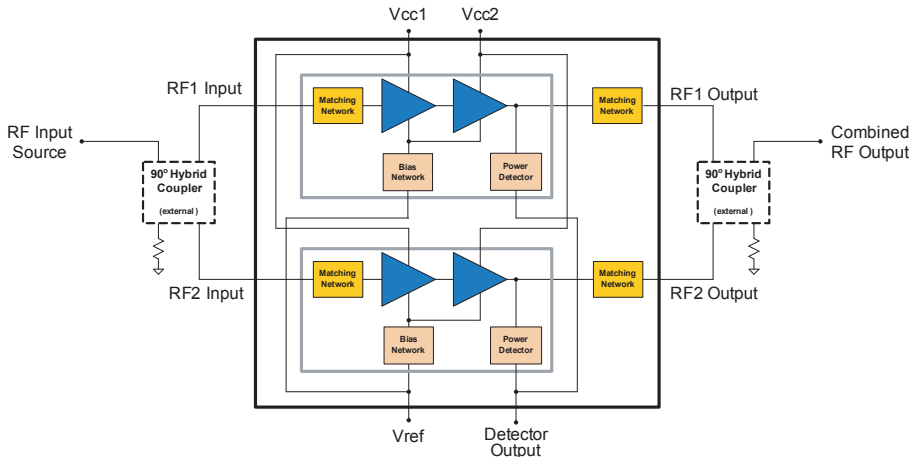 Vcc1
Vcc2
RF1 Input
Matching
Network
Matching
Network
RF1 Output
RF Input
Source
Combined
RF Output
Bias
Network
Power
Detector
90° Hybrid
Coupler
(external )
90° Hybrid
Coupler
(external )
RF2 Input
Matching
Network
Matching
Network
RF2 Output
Bias
Network
Power
Detector
Vref
Detector
Output